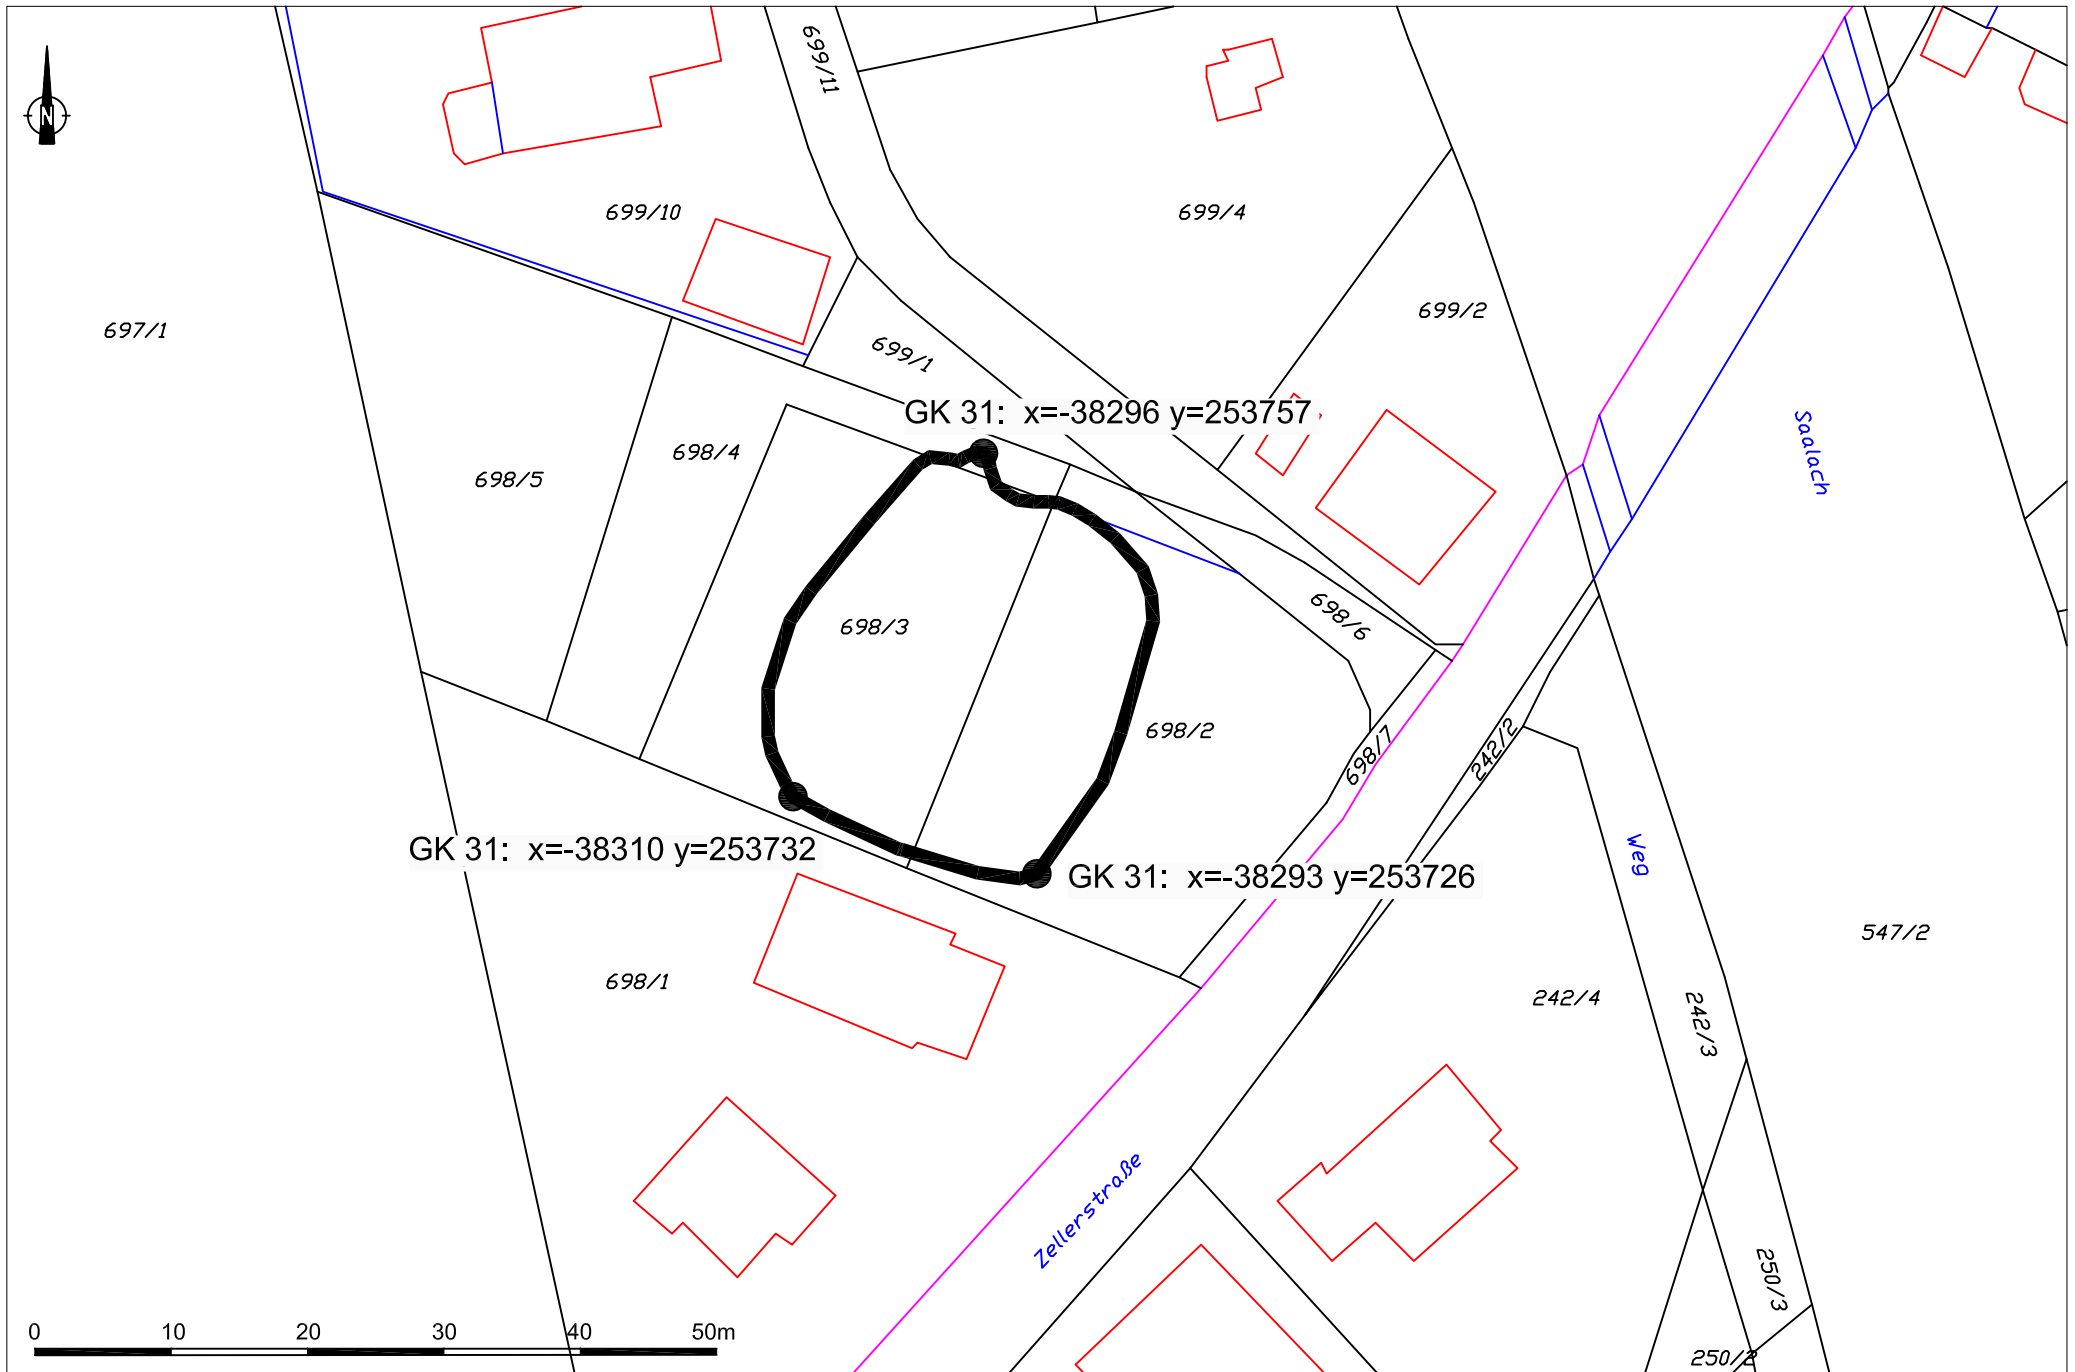 699/11
N
699/10
699/4
697/1
699/2
699/1
GK 31: x=-38296 y=253757
698/5
698/4
Saalach
698/3
698/6
698/2
698/7
242/2
GK 31: x=-38310 y=253732
GK 31: x=-38293 y=253726
Weg
547/2
698/1
242/4
242/3
Zellerstraße
250/3
0 10 20 30 40 50m
250/2